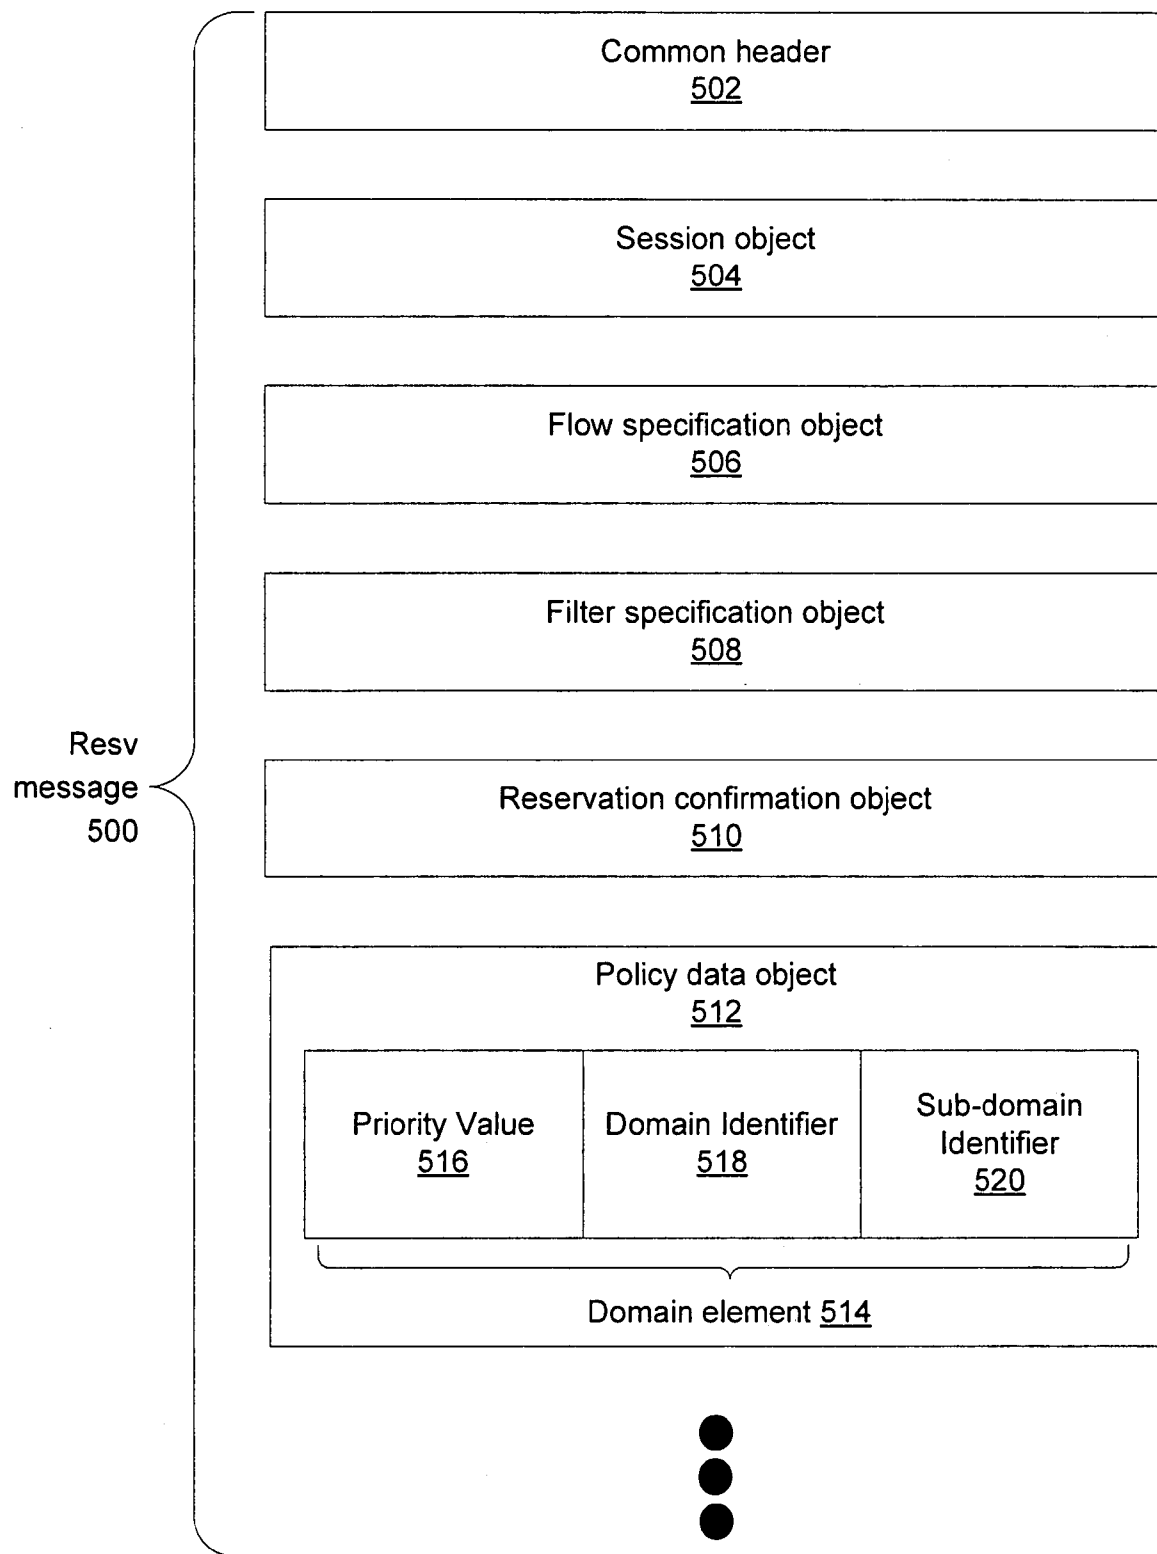 Common header
502
Session object
504
Flow specification object
506
Filter specification object
508
Resv
message
500
Reservation confirmation object
510
Policy data object
512
Priority Value
516
Domain Identifier
518
Sub-domain
Identifier
520
Domain element 514